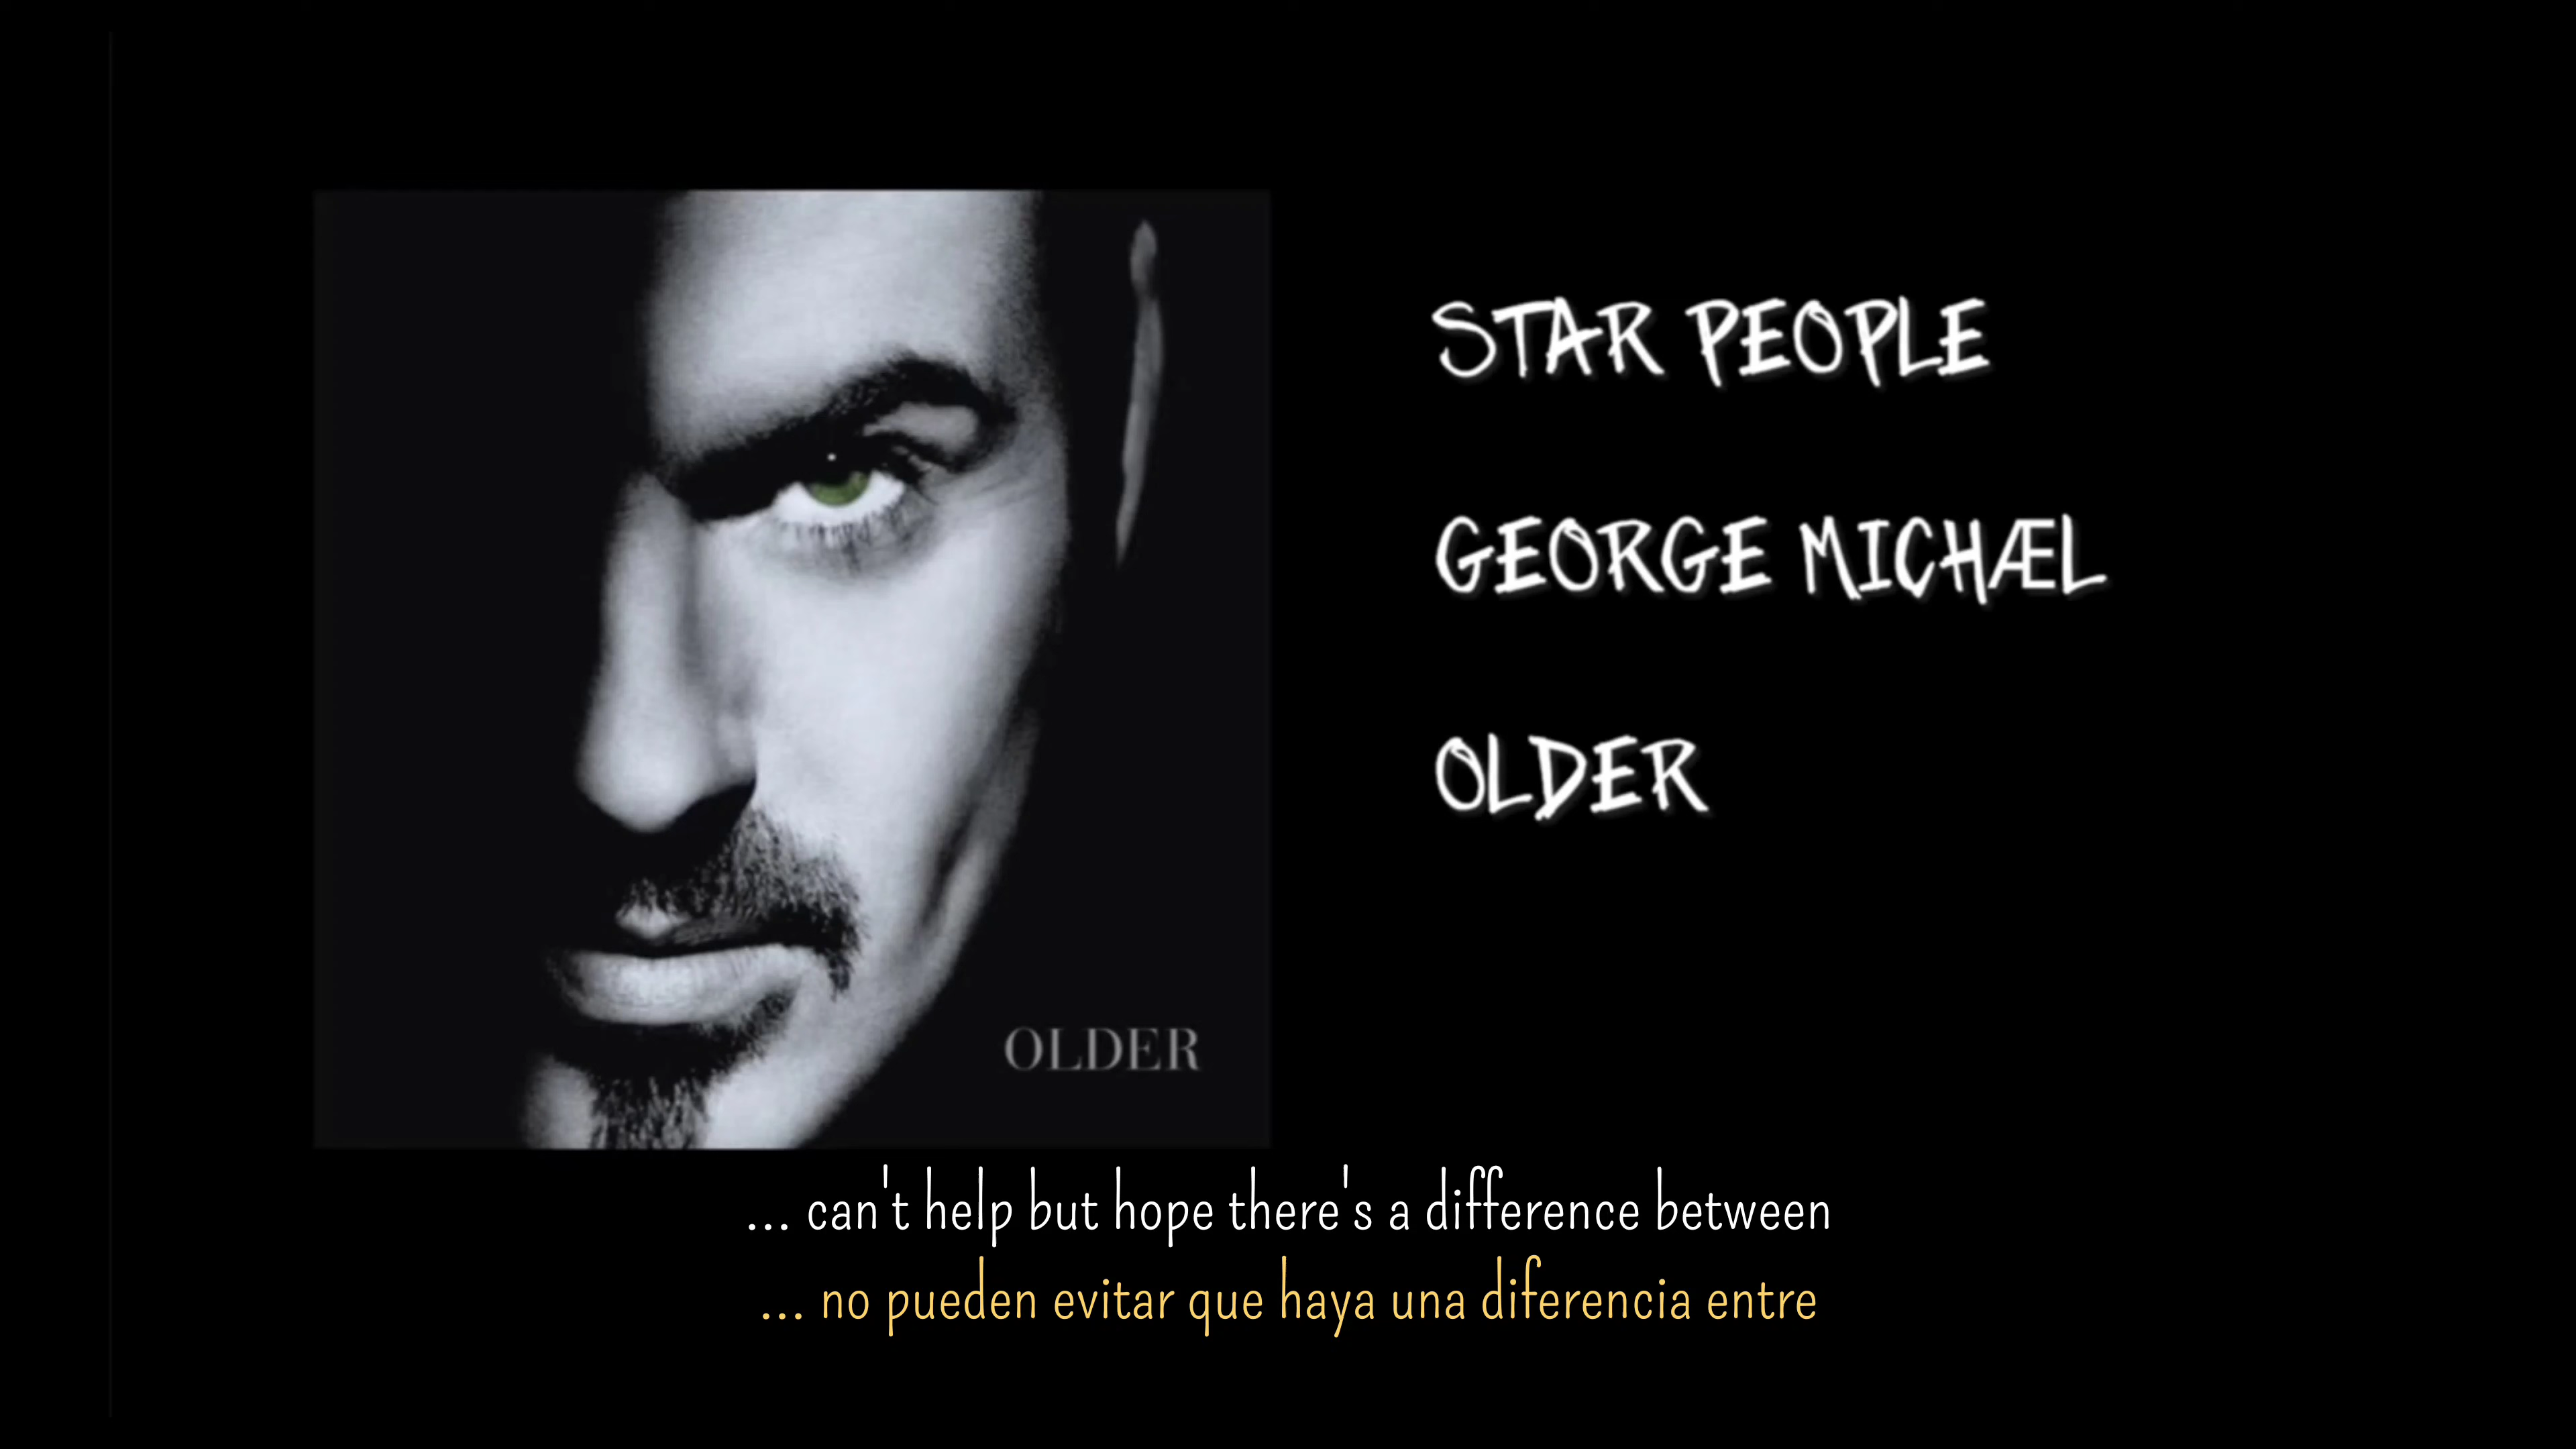 STAR PEOPLE
GEORGE MICHÆL
OLDER
OLDER
... can't help but hope there's a difference between
... no pueden evitar que haya una diferencia entre